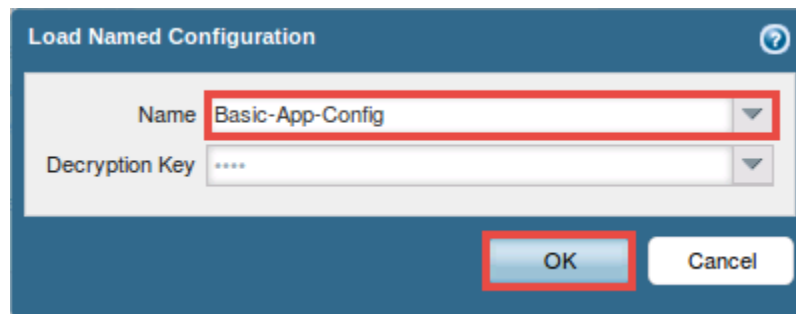 Load Named Configuration ?
Name Basic-App-Config
Decryption Key ••••
OK Cancel